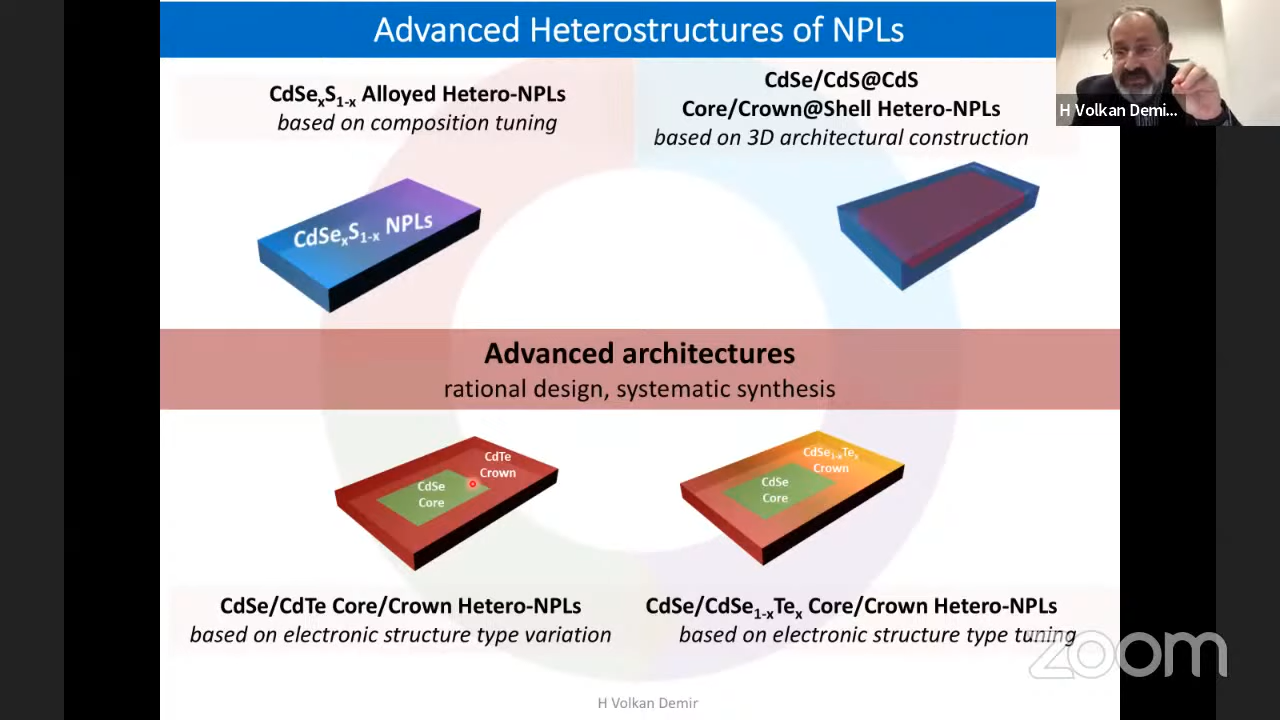 Advanced Heterostructures of NPLs
H Volkan Demi...
CdSeₓS₁₋ₓ Alloyed Hetero-NPLs
based on composition tuning
CdSe/CdS@CdS
Core/Crown@Shell Hetero-NPLs
based on 3D architectural construction
CdSeₓS₁₋ₓ NPLs
Advanced architectures
rational design, systematic synthesis
CdTe
Crown
CdSe
Core
CdSe₁₋ₓTeₓ
Crown
CdSe
Core
CdSe/CdTe Core/Crown Hetero-NPLs
based on electronic structure type variation
CdSe/CdSe₁₋ₓTeₓ Core/Crown Hetero-NPLs
based on electronic structure type tuning
zoom
H Volkan Demir